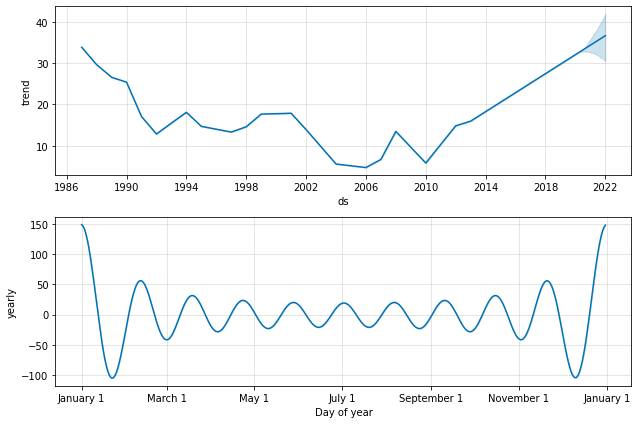 40
30
20
10
trend
1986 1990 1994 1998 2002 2006 2010 2014 2018 2022
ds
150
100
50
0
−50
−100
yearly
January 1 March 1 May 1 July 1 September 1 November 1 January 1
Day of year